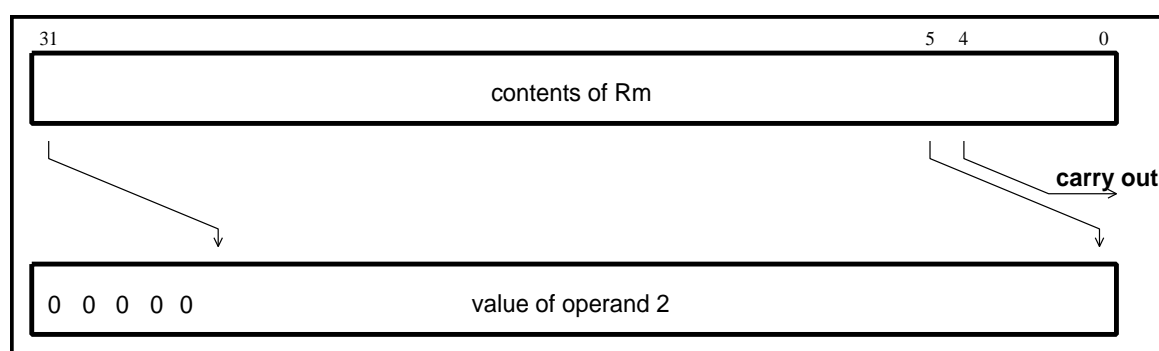 31 5 4 0
contents of Rm
carry out
0 0 0 0 0 value of operand 2